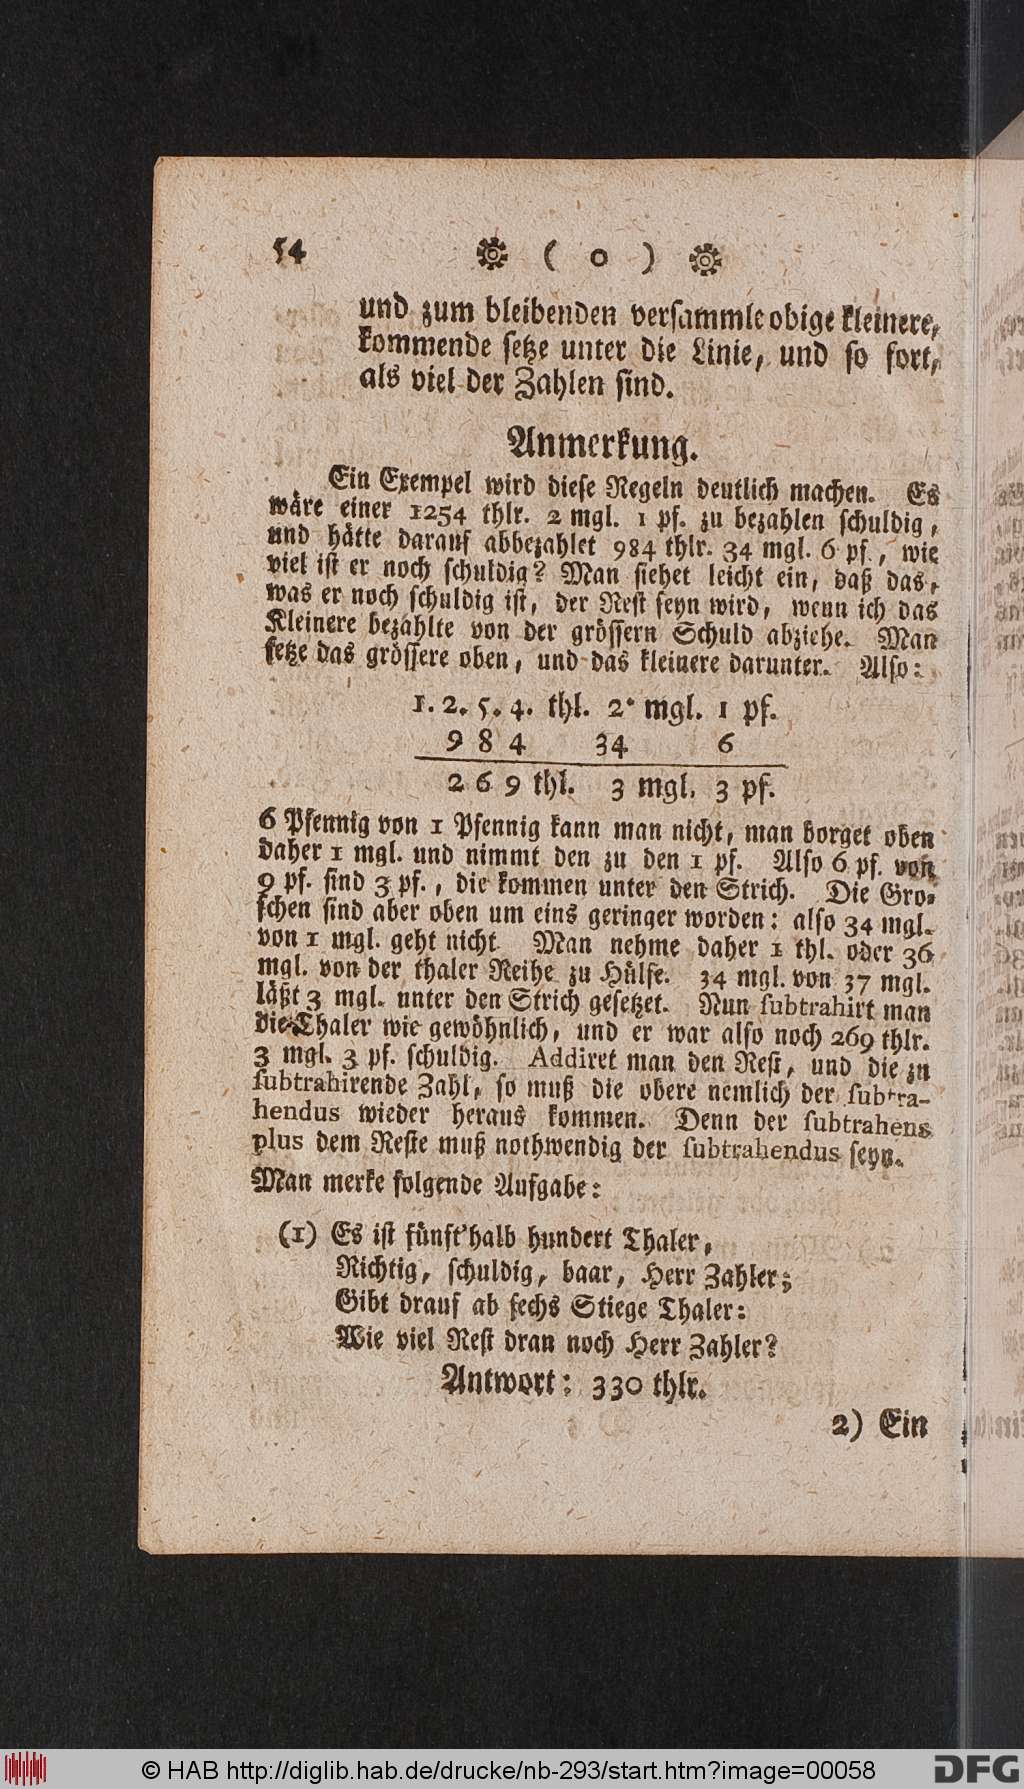 54 ( o )
und zum bleibenden versammle obige kleinere,
kommende setze unter die Linie, und so fort,
als viel der Zahlen sind.
Anmerkung.
Ein Exempel wird diese Regeln deutlich machen. Es
wäre einer 1254 thlr. 2 mgl. 1 pf. zu bezahlen schuldig,
und hätte darauf abbezahlet 984 thlr. 34 mgl. 6 pf., wie
viel ist er noch schuldig? Man siehet leicht ein, daß das,
was er noch schuldig ist, der Rest seyn wird, wenn ich das
Kleinere bezahlte von der grössern Schuld abziehe. Man
setze das grössere oben, und das kleinere darunter. Also:
1. 2. 5. 4. thl. 2 mgl. 1 pf.
9 8 4 34 6
2 6 9 thl. 3 mgl. 3 pf.
6 Pfennig von 1 Pfennig kann man nicht, man borget oben
daher 1 mgl. und nimmt den zu den 1 pf. Also 6 pf. von
9 pf. sind 3 pf., die kommen unter den Strich. Die Gro-
schen sind aber oben um eins geringer worden: also 34 mgl.
von 1 mgl. geht nicht Man nehme daher 1 thl. oder 36
mgl. von der thaler Reihe zu Hülfe. 34 mgl. von 37 mgl.
läßt 3 mgl. unter den Strich gesetzet. Nun subtrahirt man
die Thaler wie gewöhnlich, und er war also noch 269 thlr.
3 mgl. 3 pf. schuldig. Addiret man den Rest, und die zu
subtrahirende Zahl, so muß die obere nemlich der subtra-
hendus wieder heraus kommen. Denn der subtrahens
plus dem Reste muß nothwendig der subtrahendus seyn.
Man merke folgende Aufgabe:
(1) Es ist fünft'halb hundert Thaler,
Richtig, schuldig, baar, Herr Zahler;
Gibt drauf ab sechs Stiege Thaler:
Wie viel Rest dran noch Herr Zahler?
Antwort: 330 thlr.
2) Ein
© HAB http://diglib.hab.de/drucke/nb-293/start.htm?image=00058
DFG